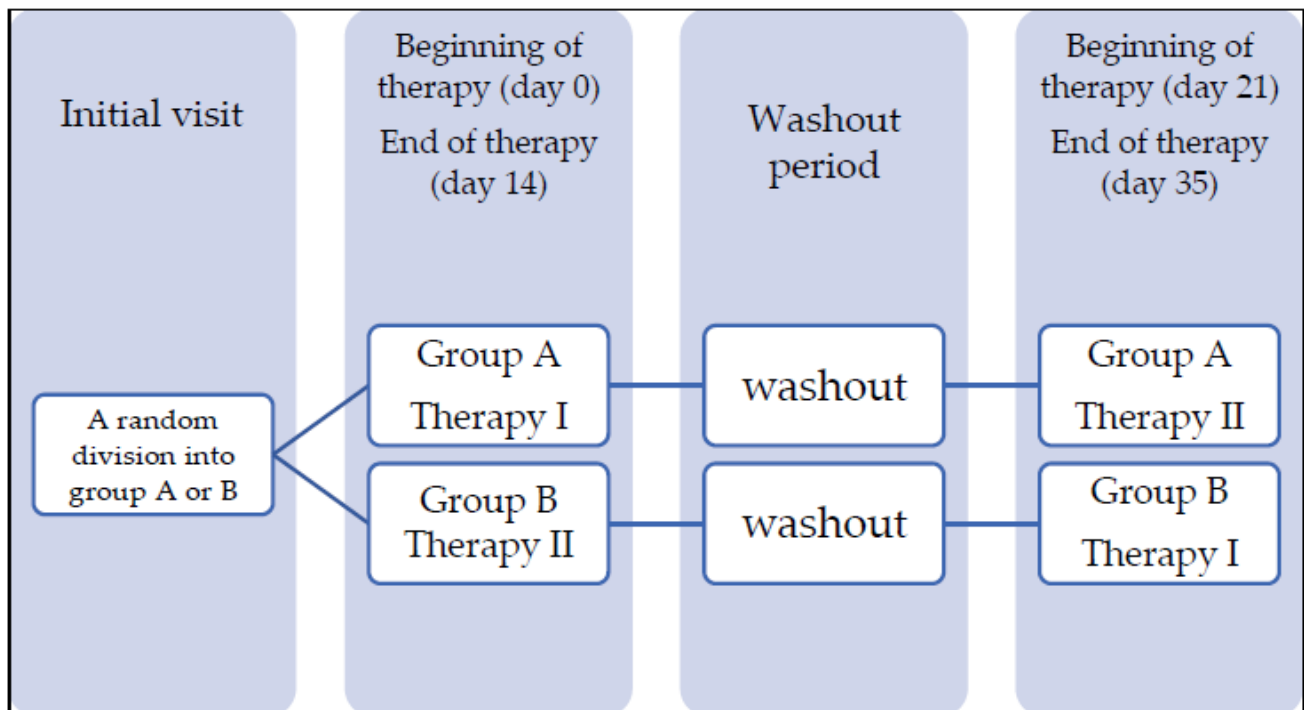 Initial visit
A random
division into
group A or B
Beginning of
therapy (day 0)
End of therapy
(day 14)
Group A
Therapy I
Group B
Therapy II
Washout
period
washout
washout
Beginning of
therapy (day 21)
End of therapy
(day 35)
Group A
Therapy II
Group B
Therapy I